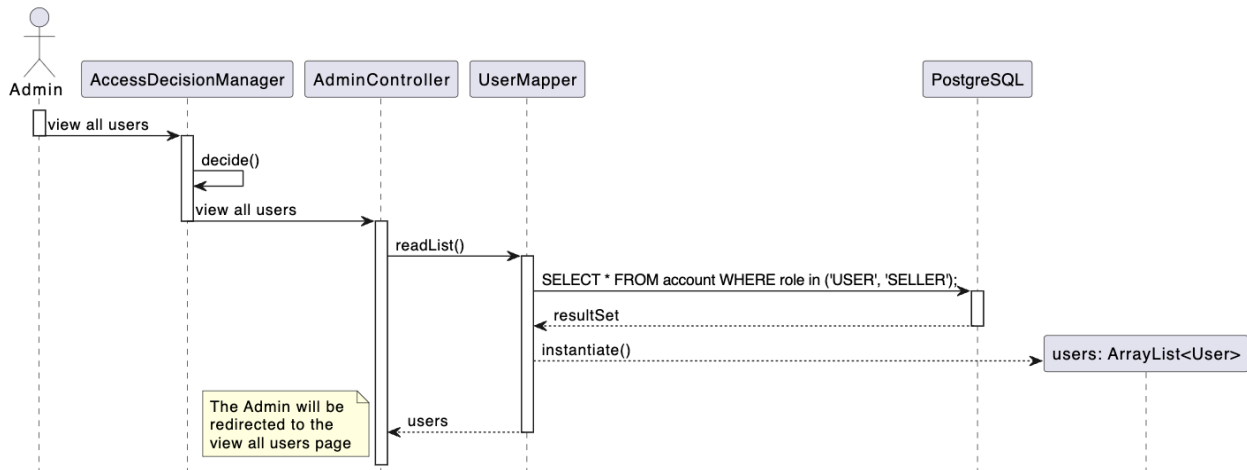 Admin
AccessDecisionManager
AdminController
UserMapper
PostgreSQL
view all users
decide()
view all users
readList()
SELECT * FROM account WHERE role in ('USER', 'SELLER');
resultSet
instantiate()
users: ArrayList<User>
The Admin will be
redirected to the
view all users page
users